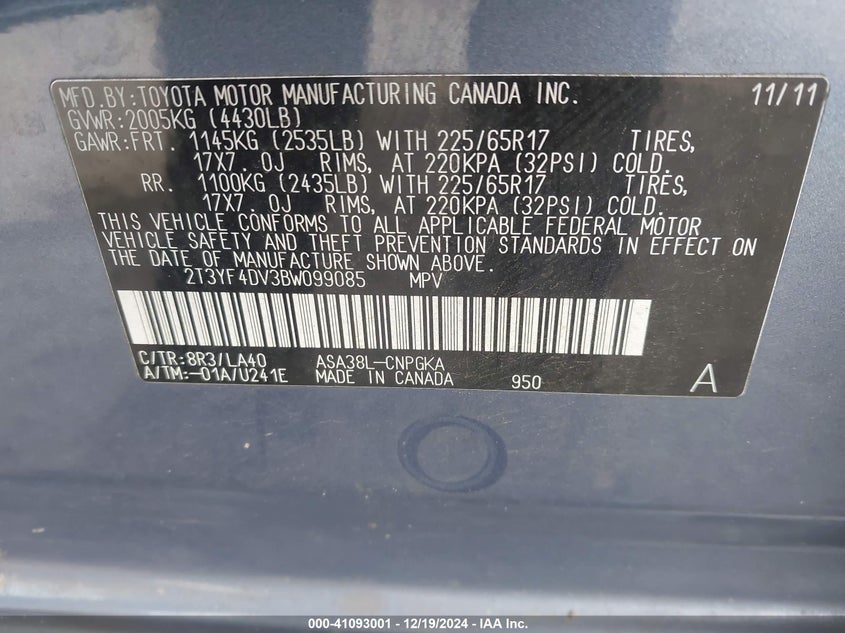 MFD.BY:TOYOTA MOTOR MANUFACTURING CANADA INC. 11/11
GVWR:2005KG (4430LB)
GAWR:FRT. 1145KG (2535LB) WITH 225/65R17 TIRES,
17X7.0J RIMS, AT 220KPA (32PSI) COLD.
RR. 1100KG (2435LB) WITH 225/65R17 TIRES,
17X7.0J RIMS, AT 220KPA (32PSI) COLD.
THIS VEHICLE CONFORMS TO ALL APPLICABLE FEDERAL MOTOR
VEHICLE SAFETY AND THEFT PREVENTION STANDARDS IN EFFECT ON
THE DATE OF MANUFACTURE SHOWN ABOVE.
2T3YF4DV3BW099085 MPV
C/TR:8R3/LA40 ASA38L-CNPGKA
A/TM:-01A/U241E MADE IN CANADA 950 A
000-41093001 - 12/19/2024 - IAA Inc.